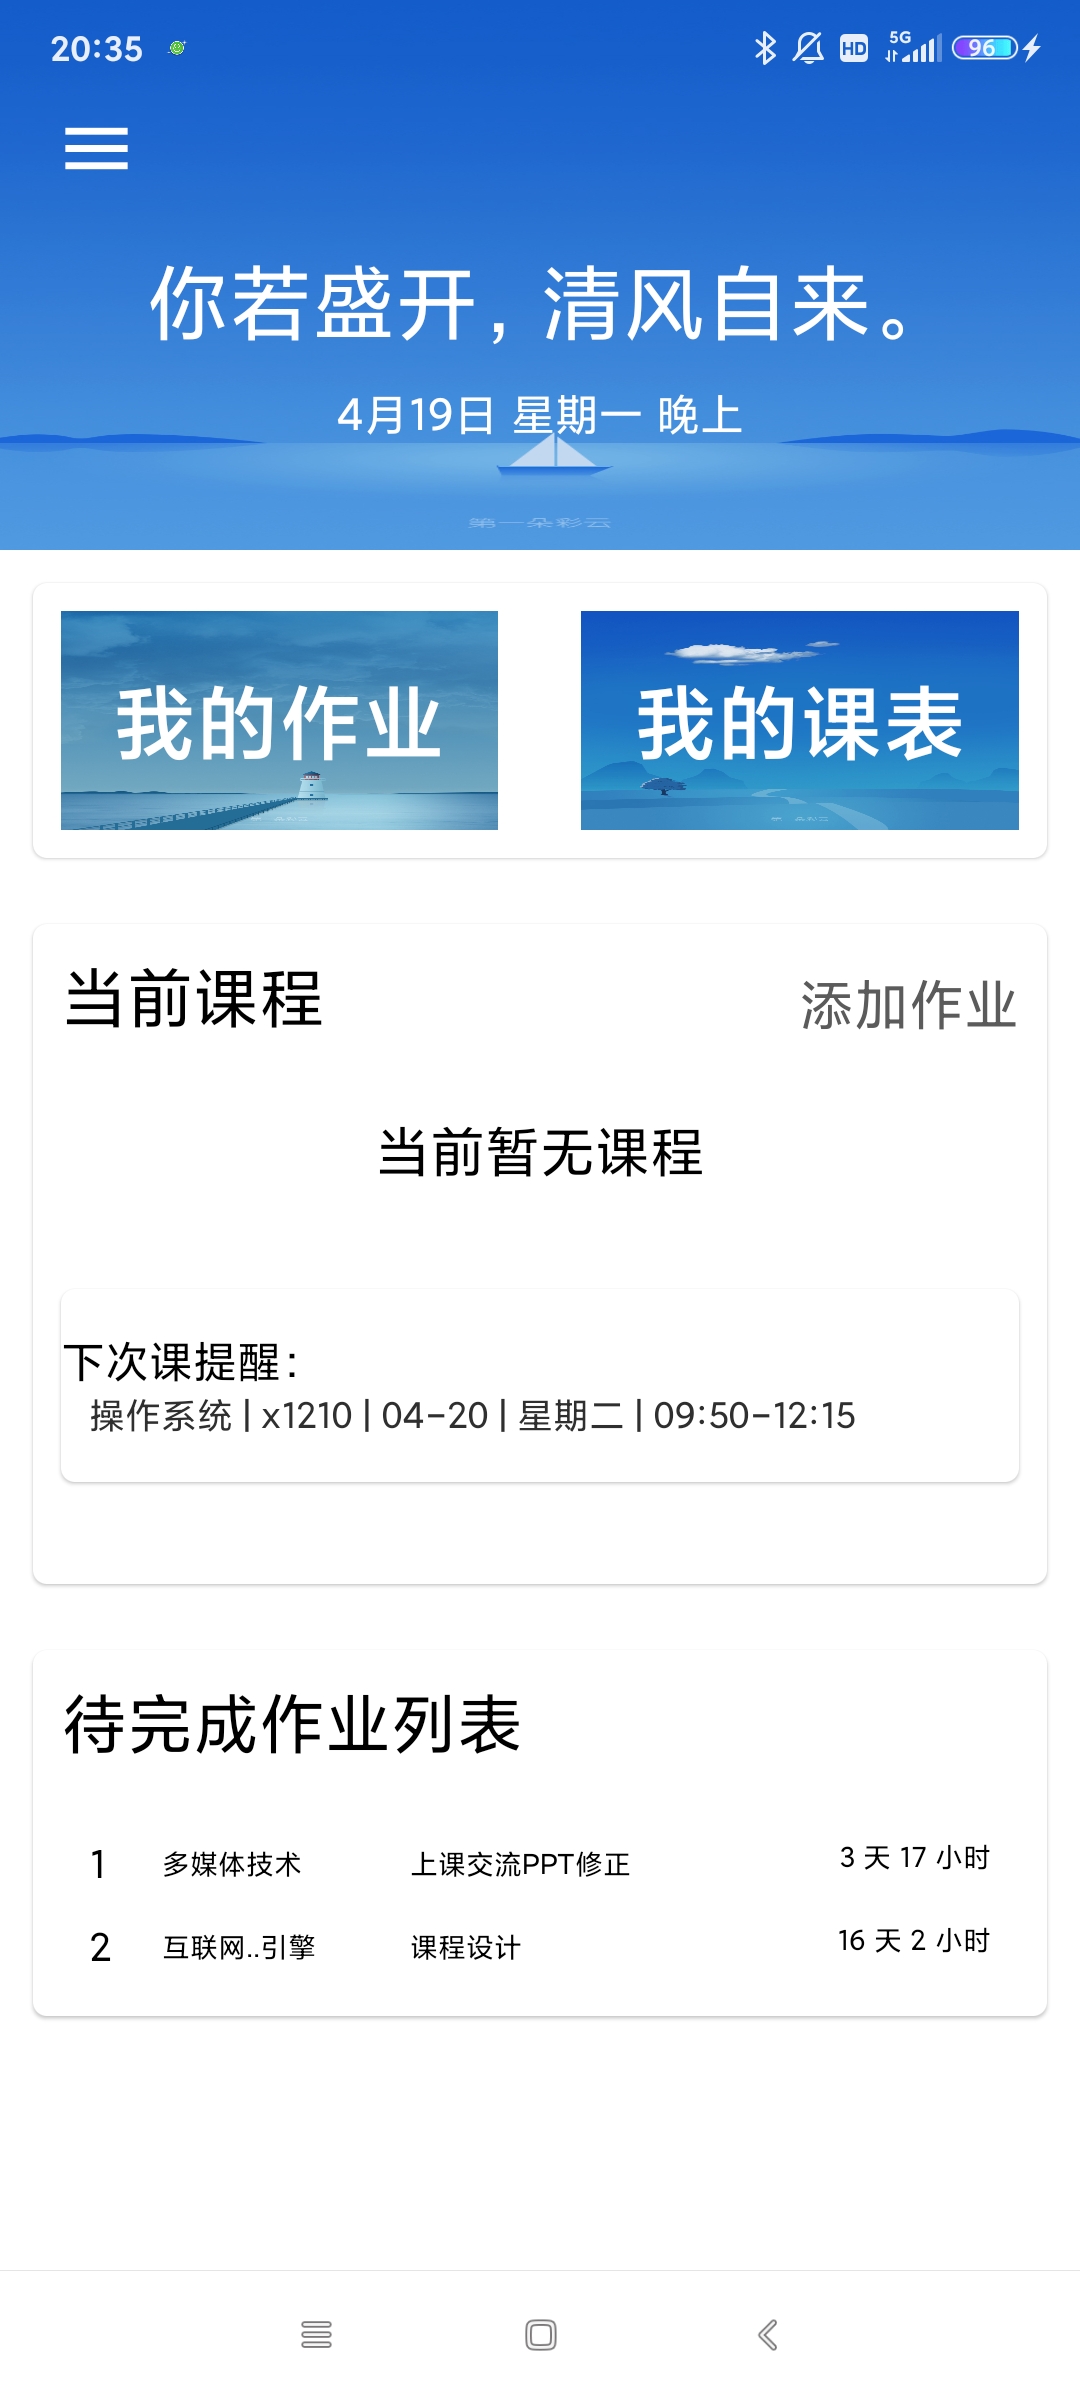 20:35
HD
5G
96
你若盛开，清风自来。
4月19日 星期一 晚上
第一朵彩云
我的作业
我的课表
当前课程
添加作业
当前暂无课程
下次课提醒：
操作系统 | x1210 | 04-20 | 星期二 | 09:50-12:15
待完成作业列表
1 多媒体技术 上课交流PPT修正 3 天 17 小时
2 互联网..引擎 课程设计 16 天 2 小时